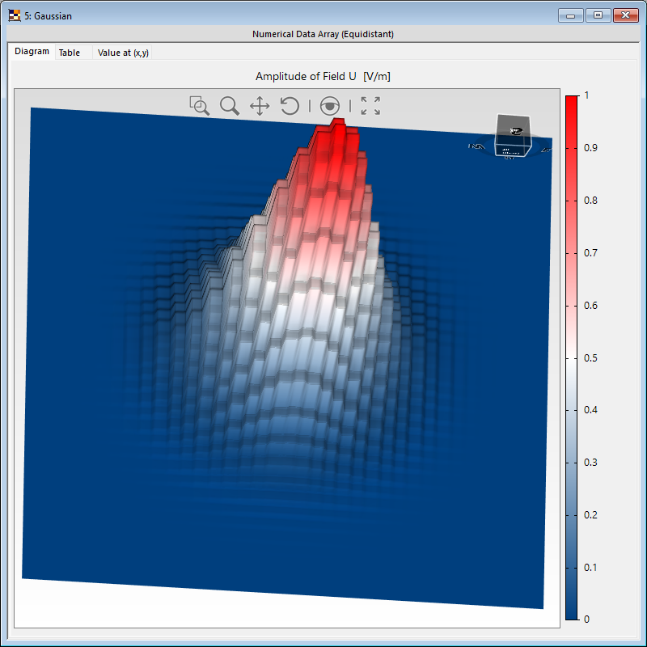 5: Gaussian
Numerical Data Array (Equidistant)
Diagram Table Value at (x,y)
Amplitude of Field U [V/m]
1
0.9
0.8
0.7
0.6
0.5
0.4
0.3
0.2
0.1
0